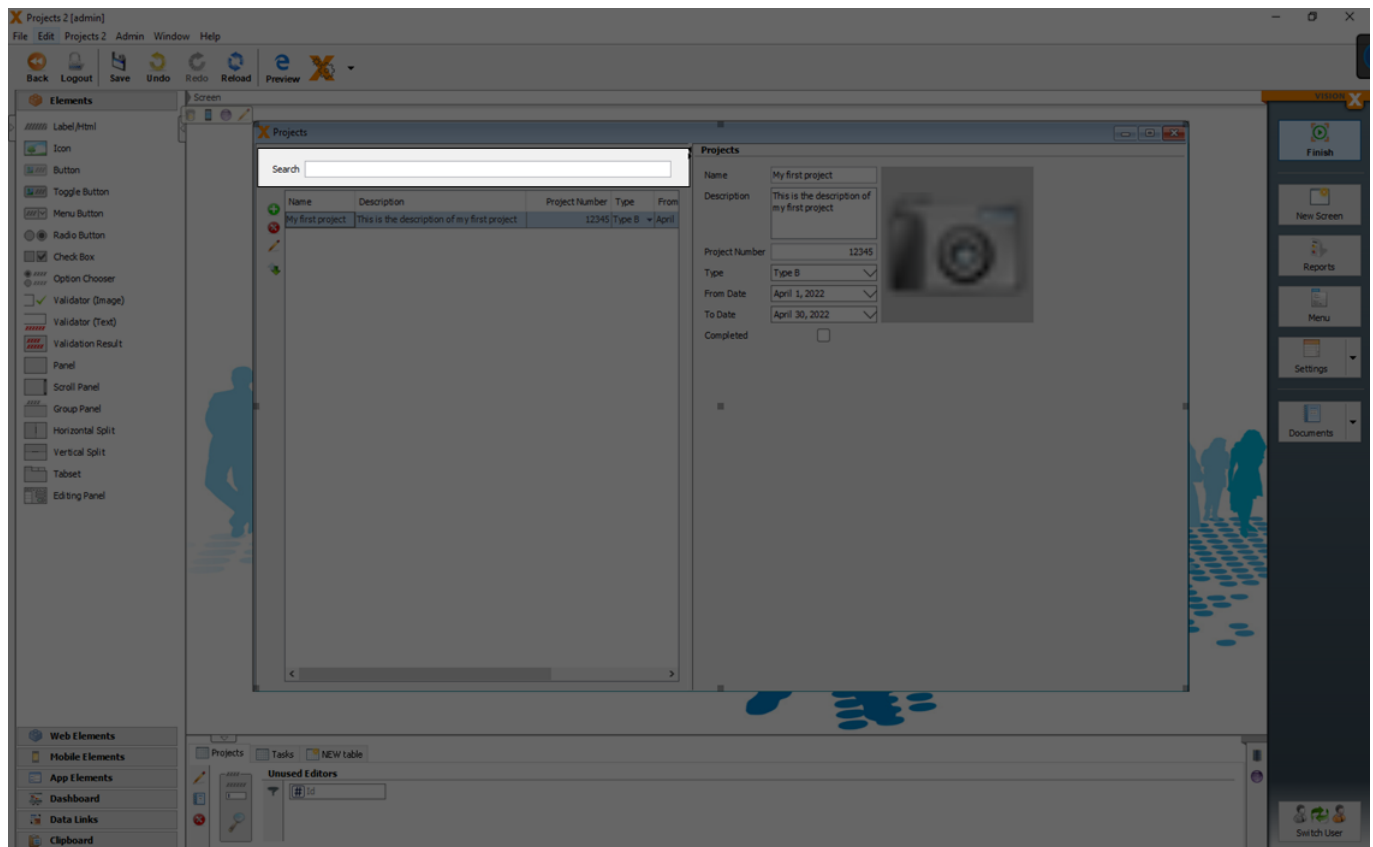 Projects 2 [admin]
File Edit Projects 2 Admin Window Help
Back Logout Save Undo Redo Reload Preview
Elements
Label/Html
Icon
Button
Toggle Button
Menu Button
Radio Button
Check Box
Option Chooser
Validator (Image)
Validator (Text)
Validation Result
Panel
Scroll Panel
Group Panel
Horizontal Split
Vertical Split
Tabset
Editing Panel
Web Elements
Mobile Elements
App Elements
Dashboard
Data Links
Clipboard
Screen
Projects
Search
Name Description Project Number Type From
My first project This is the description of my first project 12345 Type B April
Projects
Name My first project
Description This is the description of
my first project
Project Number 12345
Type Type B
From Date April 1, 2022
To Date April 30, 2022
Completed
Projects Tasks NEW table
Unused Editors
# Id
VISION X
Finish
New Screen
Reports
Menu
Settings
Documents
Switch User